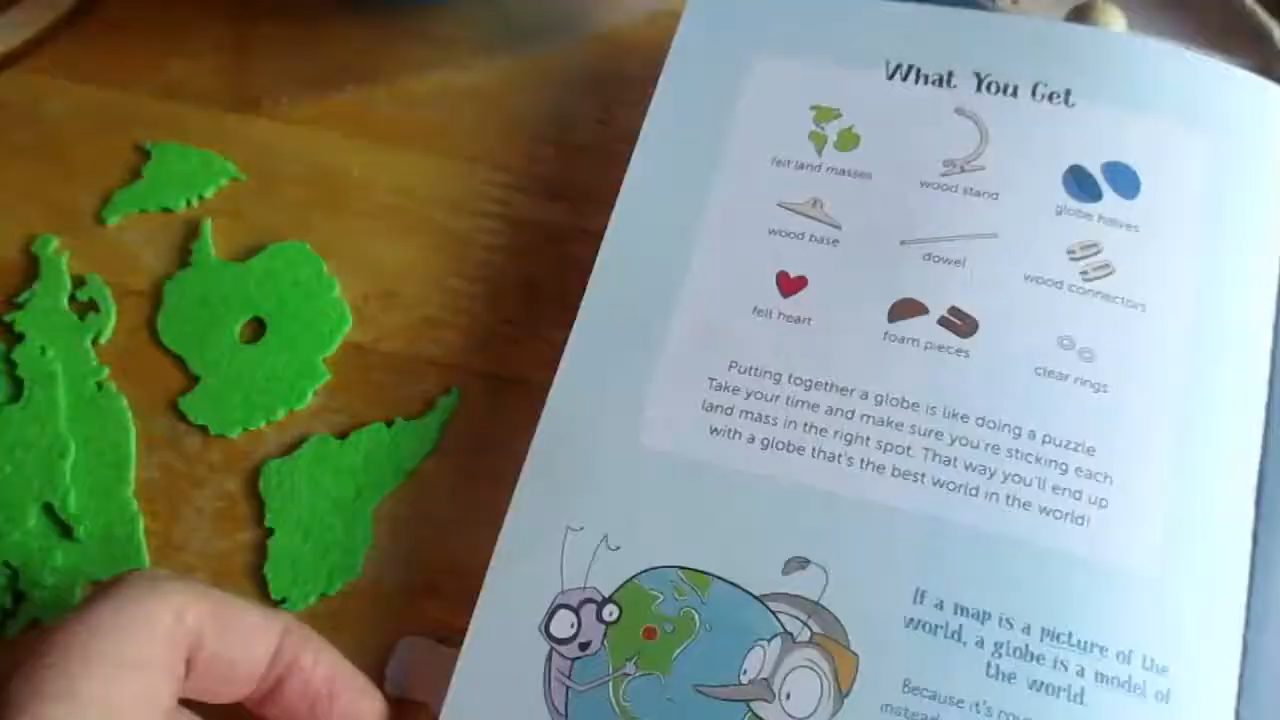 What You Get
felt land masses
wood stand
globe halves
wood base
dowel
wood connectors
felt heart
foam pieces
clear rings
Putting together a globe is like doing a puzzle
Take your time and make sure you're sticking each
land mass in the right spot. That way you'll end up
with a globe that's the best world in the world!
If a map is a picture of the
world, a globe is a model of
the world.
Because it's
instead